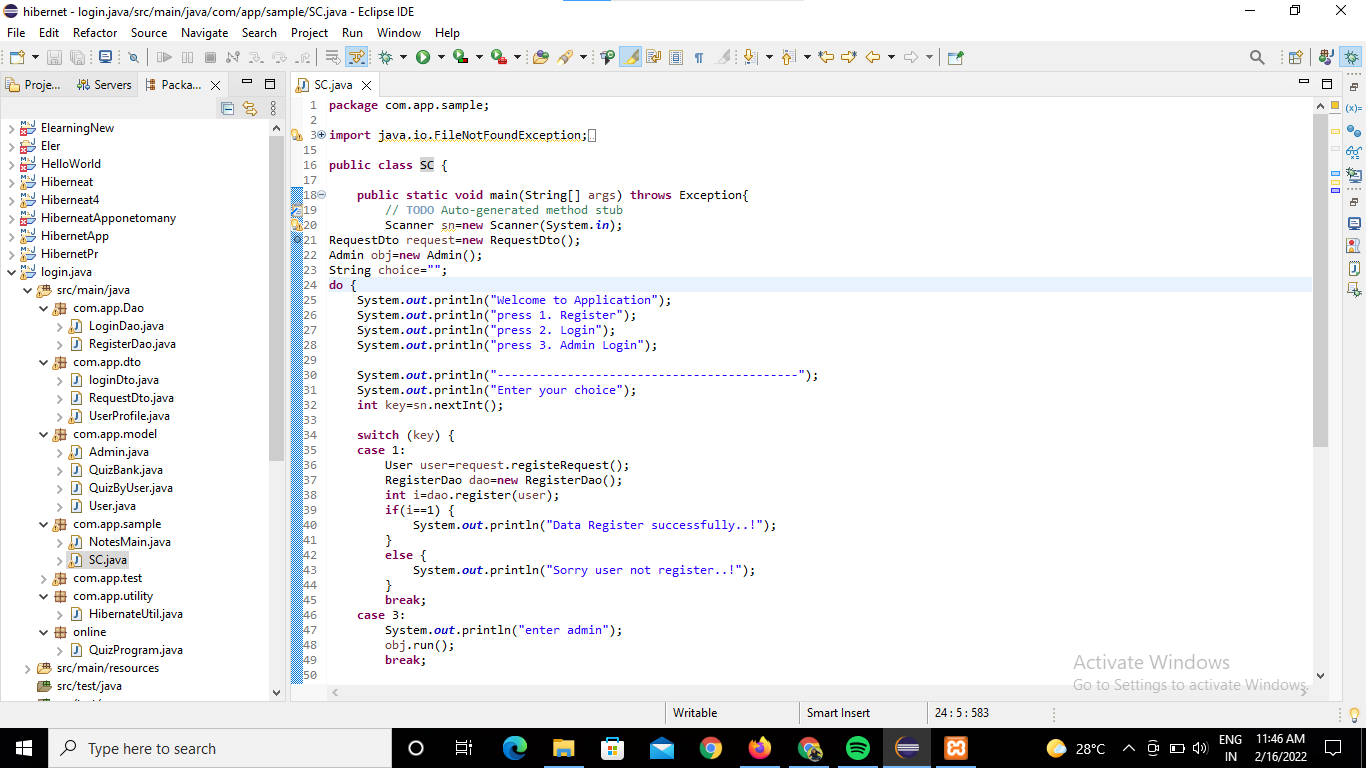 hibernet - login.java/src/main/java/com/app/sample/SC.java - Eclipse IDE
File Edit Refactor Source Navigate Search Project Run Window Help
Proje... Servers Packa...
SC.java
ElearningNew
Eler
HelloWorld
Hiberneat
Hiberneat4
HiberneatApponetomany
HibernetApp
HibernetPr
login.java
src/main/java
com.app.Dao
LoginDao.java
RegisterDao.java
com.app.dto
loginDto.java
RequestDto.java
UserProfile.java
com.app.model
Admin.java
QuizBank.java
QuizByUser.java
User.java
com.app.sample
NotesMain.java
SC.java
com.app.test
com.app.utility
HibernateUtil.java
online
QuizProgram.java
src/main/resources
src/test/java
1 package com.app.sample;
2
3 import java.io.FileNotFoundException;
15
16 public class SC {
17
18 public static void main(String[] args) throws Exception{
19 // TODO Auto-generated method stub
20 Scanner sn=new Scanner(System.in);
21 RequestDto request=new RequestDto();
22 Admin obj=new Admin();
23 String choice="";
24 do {
25 System.out.println("Welcome to Application");
26 System.out.println("press 1. Register");
27 System.out.println("press 2. Login");
28 System.out.println("press 3. Admin Login");
29
30 System.out.println("-------------------------------------------");
31 System.out.println("Enter your choice");
32 int key=sn.nextInt();
33
34 switch (key) {
35 case 1:
36 User user=request.registeRequest();
37 RegisterDao dao=new RegisterDao();
38 int i=dao.register(user);
39 if(i==1) {
40 System.out.println("Data Register successfully..!");
41 }
42 else {
43 System.out.println("Sorry user not register..!");
44 }
45 break;
46 case 3:
47 System.out.println("enter admin");
48 obj.run();
49 break;
50
Activate Windows
Go to Settings to activate Windows.
Writable Smart Insert 24 : 5 : 583
Type here to search
28°C
ENG
IN
11:46 AM
2/16/2022